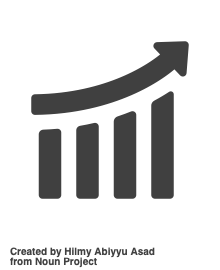 Created by Hilmy Abiyyu Asad
from Noun Project